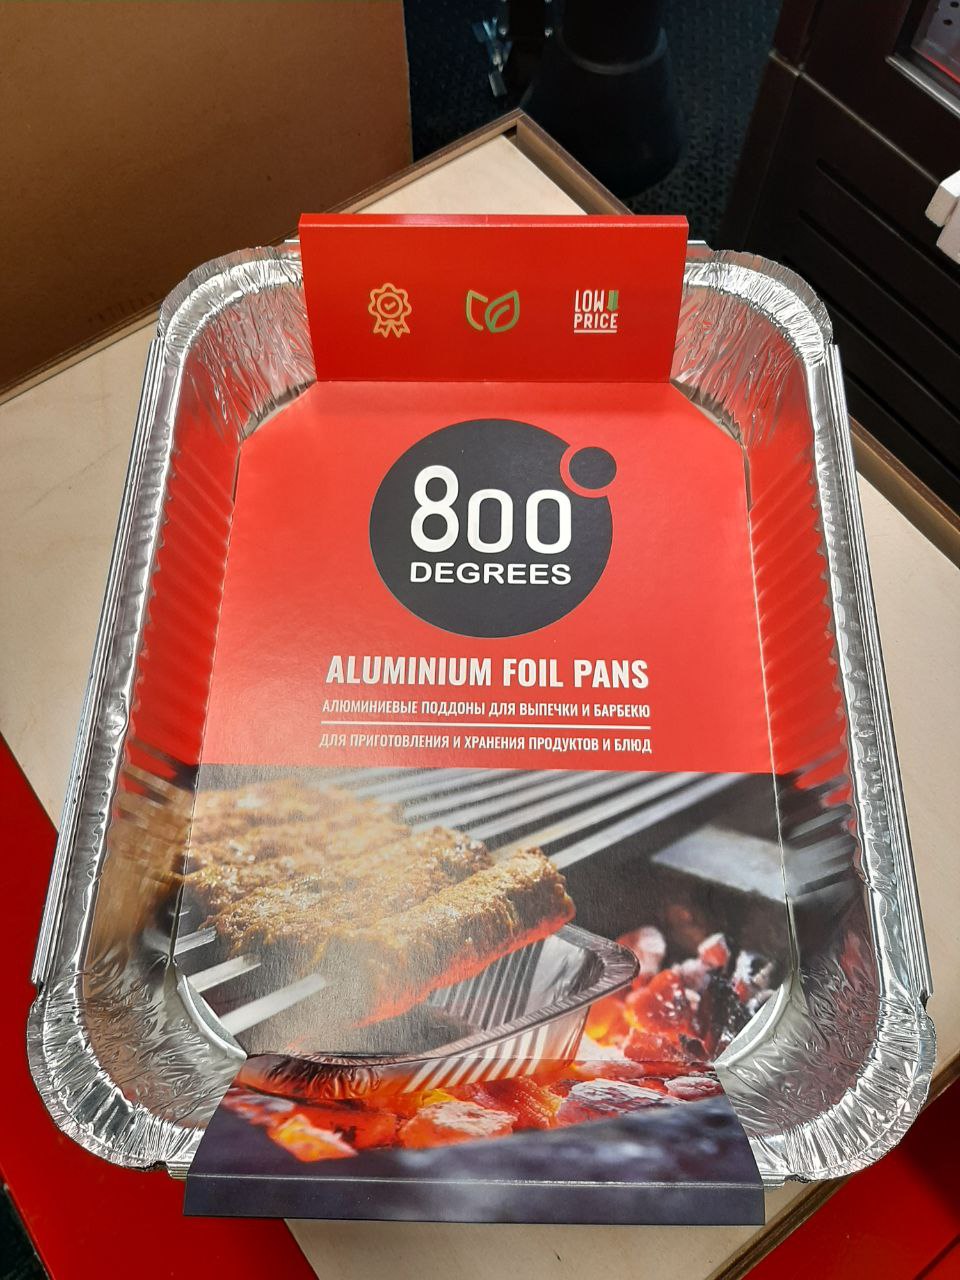 LOW
PRICE
800
DEGREES
ALUMINIUM FOIL PANS
АЛЮМИНИЕВЫЕ ПОДДОНЫ ДЛЯ ВЫПЕЧКИ И БАРБЕКЮ
ДЛЯ ПРИГОТОВЛЕНИЯ И ХРАНЕНИЯ ПРОДУКТОВ И БЛЮД